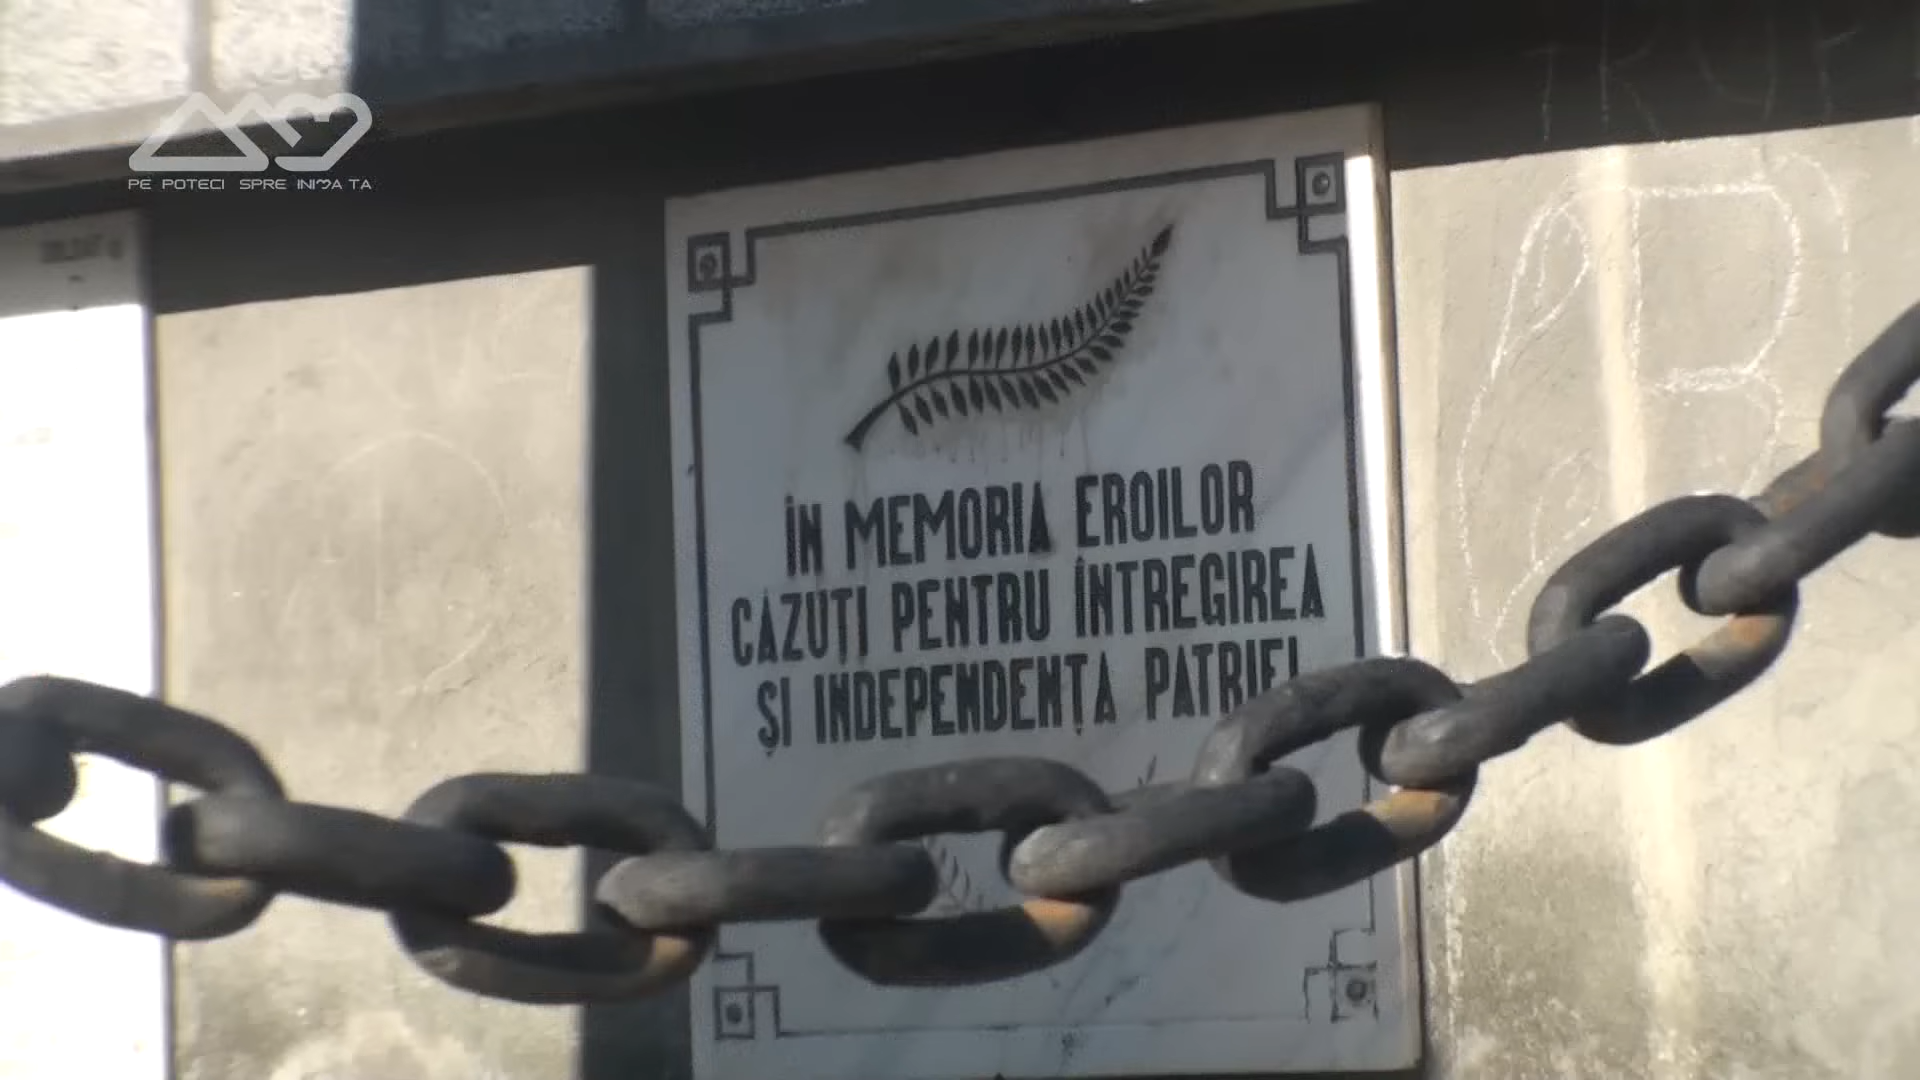 PE POTECI SPRE INIMA TA
ÎN MEMORIA EROILOR
CĂZUȚI PENTRU ÎNTREGIREA
ȘI INDEPENDENȚA PATRIEI